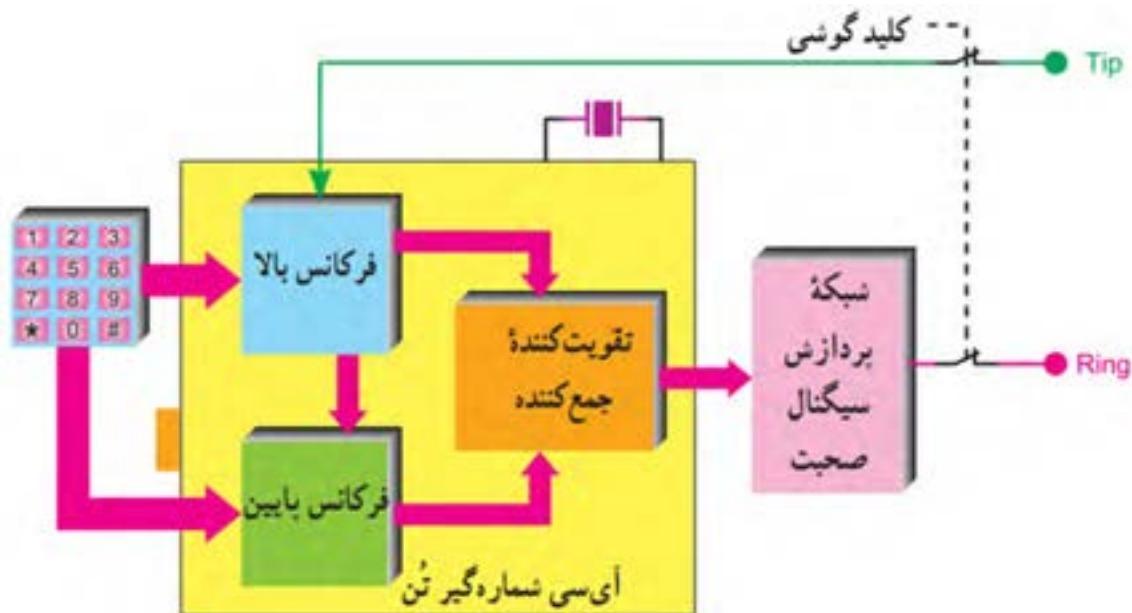 کلید گوشی
Tip
1 2 3
4 5 6
7 8 9
* 0 #
فرکانس بالا
تقویت‌کنندهٔ
جمع‌کننده
شبکهٔ
پردازش
سیگنال
صحبت
Ring
فرکانس پایین
آی‌سی شماره‌گیر تُن